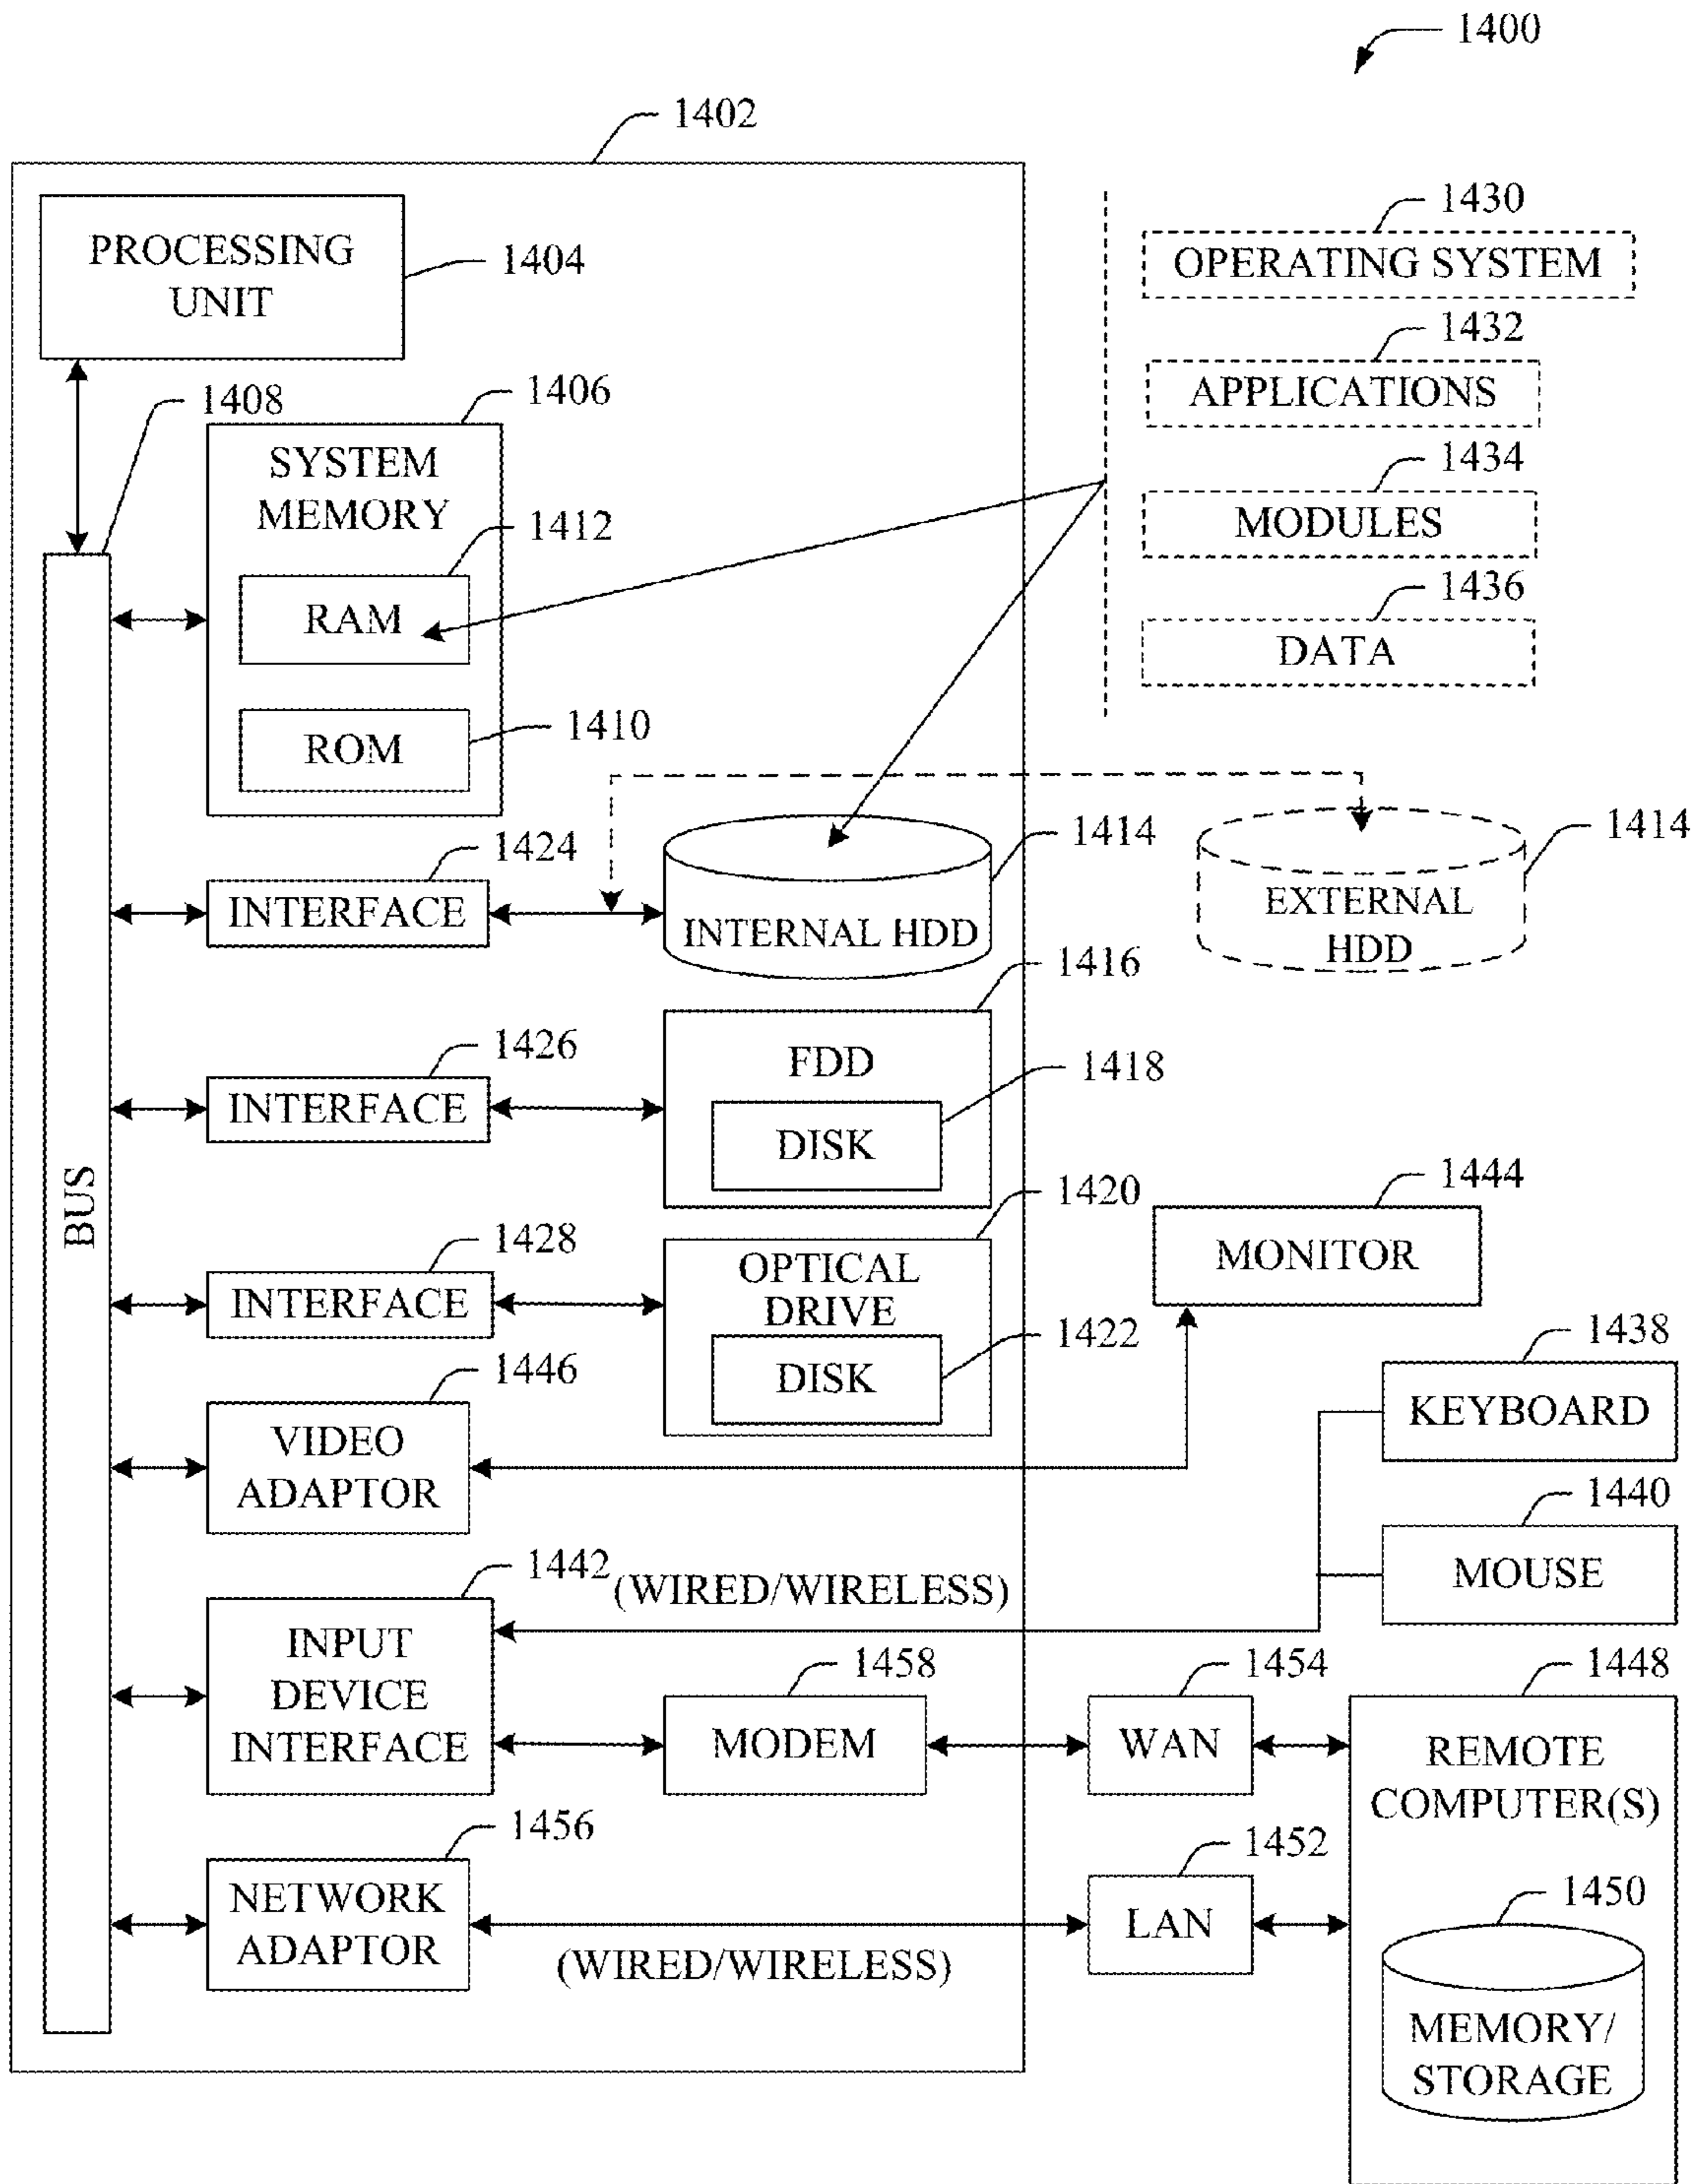 1400
1402
PROCESSING
UNIT
1404
1430
OPERATING SYSTEM
1432
APPLICATIONS
1434
MODULES
1436
DATA
1408
1406
SYSTEM
MEMORY
1412
RAM
1410
ROM
BUS
1424
INTERFACE
1414
INTERNAL HDD
1414
EXTERNAL
HDD
1426
INTERFACE
1416
FDD
1418
DISK
1428
INTERFACE
1420
OPTICAL
DRIVE
1422
DISK
1444
MONITOR
1446
VIDEO
ADAPTOR
1438
KEYBOARD
1440
MOUSE
1442
(WIRED/WIRELESS)
INPUT
DEVICE
INTERFACE
1458
MODEM
1454
WAN
1448
REMOTE
COMPUTER(S)
1456
NETWORK
ADAPTOR
(WIRED/WIRELESS)
1452
LAN
1450
MEMORY/
STORAGE